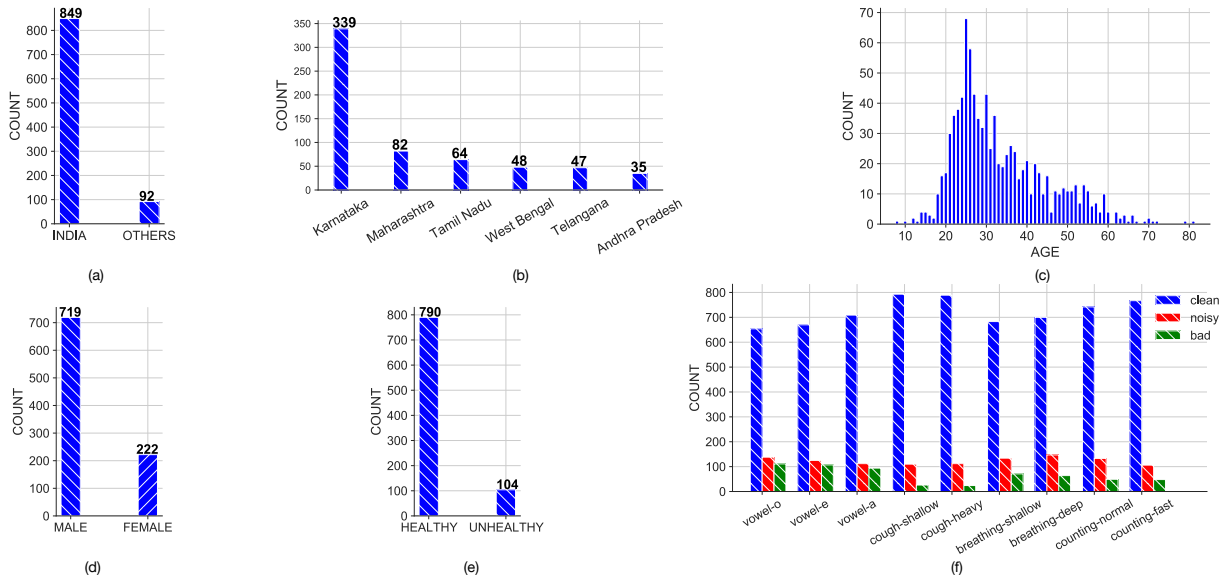 849
800
700
600
500
400
300
200
100
0
COUNT
92
INDIA OTHERS
(a)
350
300
250
200
150
100
50
0
COUNT
339
82
64
48
47
35
Karnataka
Maharashtra
Tamil Nadu
West Bengal
Telangana
Andhra Pradesh
(b)
70
60
50
40
30
20
10
0
COUNT
10 20 30 40 50 60 70 80
AGE
(c)
719
700
600
500
400
300
200
100
0
COUNT
222
MALE FEMALE
(d)
790
800
700
600
500
400
300
200
100
0
COUNT
104
HEALTHY UNHEALTHY
(e)
800
700
600
500
400
300
200
100
0
COUNT
clean
noisy
bad
vowel-o
vowel-e
vowel-a
cough-shallow
cough-heavy
breathing-shallow
breathing-deep
counting-normal
counting-fast
(f)